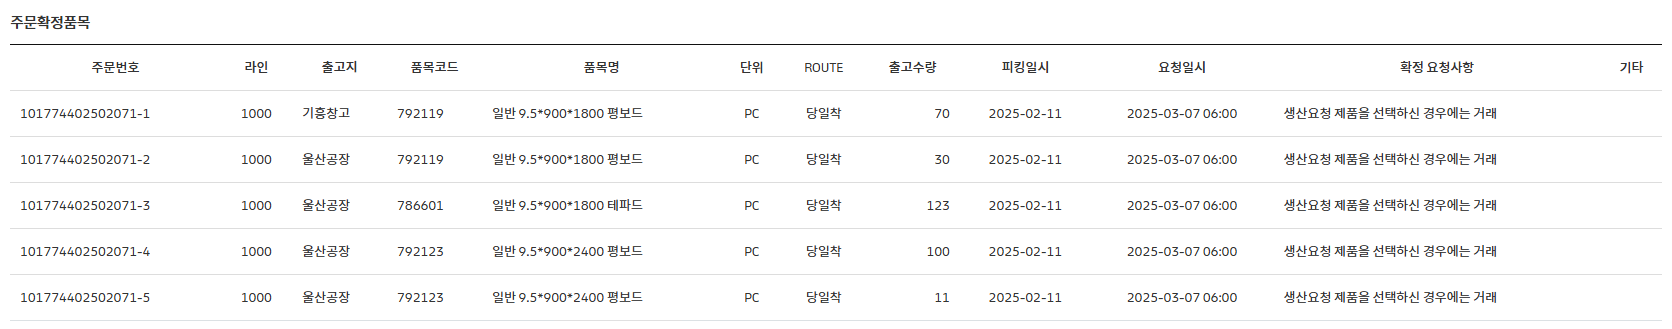 주문확정품목
주문번호 라인 출고지 품목코드 품목명 단위 ROUTE 출고수량 피킹일시 요청일시 확정 요청사항 기타
101774402502071-1 1000 기흥창고 792119 일반 9.5*900*1800 평보드 PC 당일착 70 2025-02-11 2025-03-07 06:00 생산요청 제품을 선택하신 경우에는 거래
101774402502071-2 1000 울산공장 792119 일반 9.5*900*1800 평보드 PC 당일착 30 2025-02-11 2025-03-07 06:00 생산요청 제품을 선택하신 경우에는 거래
101774402502071-3 1000 울산공장 786601 일반 9.5*900*1800 테파드 PC 당일착 123 2025-02-11 2025-03-07 06:00 생산요청 제품을 선택하신 경우에는 거래
101774402502071-4 1000 울산공장 792123 일반 9.5*900*2400 평보드 PC 당일착 100 2025-02-11 2025-03-07 06:00 생산요청 제품을 선택하신 경우에는 거래
101774402502071-5 1000 울산공장 792123 일반 9.5*900*2400 평보드 PC 당일착 11 2025-02-11 2025-03-07 06:00 생산요청 제품을 선택하신 경우에는 거래